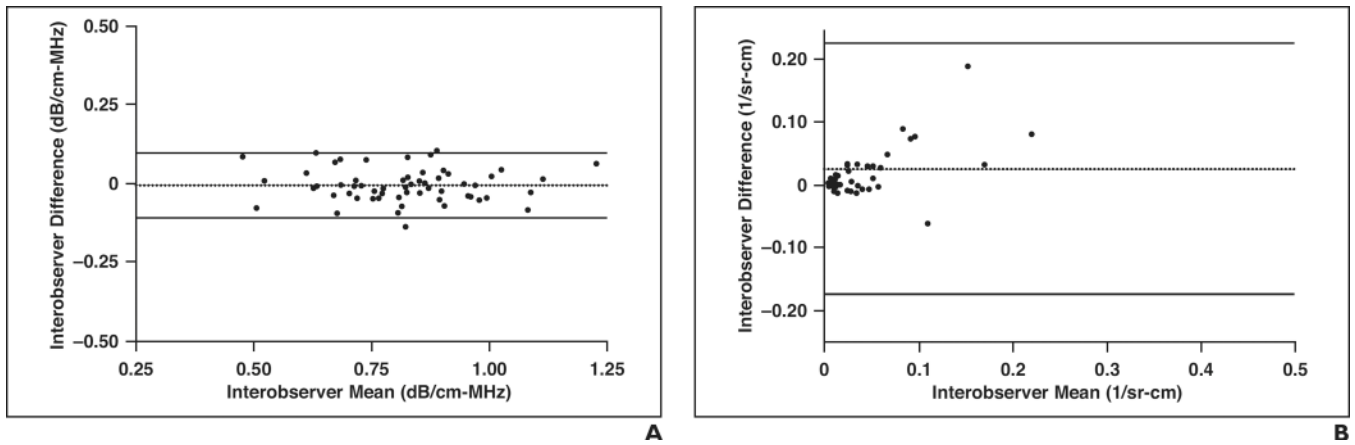 Interobserver Difference (dB/cm-MHz)
0.50
0.25
0
−0.25
−0.50
0.25 0.50 0.75 1.00 1.25
Interobserver Mean (dB/cm-MHz)
A
Interobserver Difference (1/sr-cm)
0.20
0.10
0
−0.10
−0.20
0 0.1 0.2 0.3 0.4 0.5
Interobserver Mean (1/sr-cm)
B